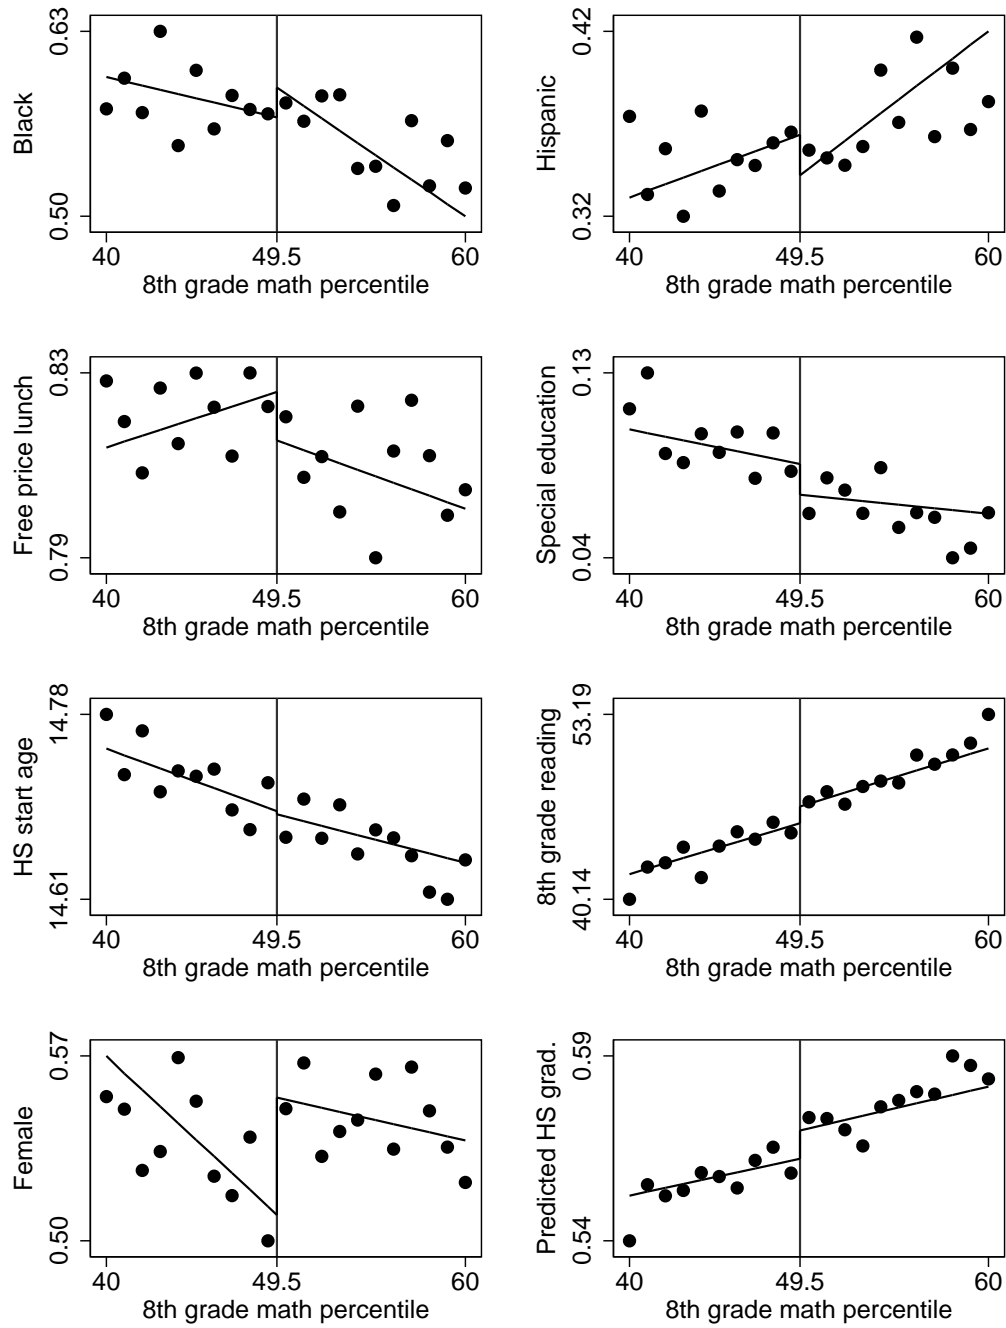 Black
0.63
0.50
40
49.5
60
8th grade math percentile
Hispanic
0.42
0.32
40
49.5
60
8th grade math percentile
Free price lunch
0.83
0.79
40
49.5
60
8th grade math percentile
Special education
0.13
0.04
40
49.5
60
8th grade math percentile
HS start age
14.78
14.61
40
49.5
60
8th grade math percentile
8th grade reading
53.19
40.14
40
49.5
60
8th grade math percentile
Female
0.57
0.50
40
49.5
60
8th grade math percentile
Predicted HS grad.
0.59
0.54
40
49.5
60
8th grade math percentile